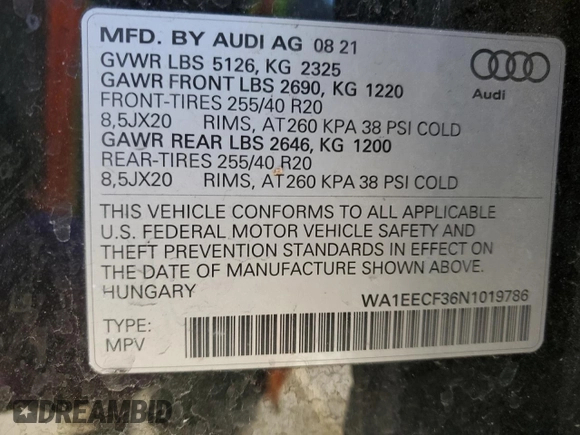 MFD. BY AUDI AG 08 21
GVWR LBS 5126, KG 2325
GAWR FRONT LBS 2690, KG 1220
FRONT-TIRES 255/40 R20
8,5JX20 RIMS, AT 260 KPA 38 PSI COLD
GAWR REAR LBS 2646, KG 1200
REAR-TIRES 255/40 R20
8,5JX20 RIMS, AT 260 KPA 38 PSI COLD
Audi
THIS VEHICLE CONFORMS TO ALL APPLICABLE
U.S. FEDERAL MOTOR VEHICLE SAFETY AND
THEFT PREVENTION STANDARDS IN EFFECT ON
THE DATE OF MANUFACTURE SHOWN ABOVE.
HUNGARY WA1EECF36N1019786
TYPE:
MPV
DREAMBID